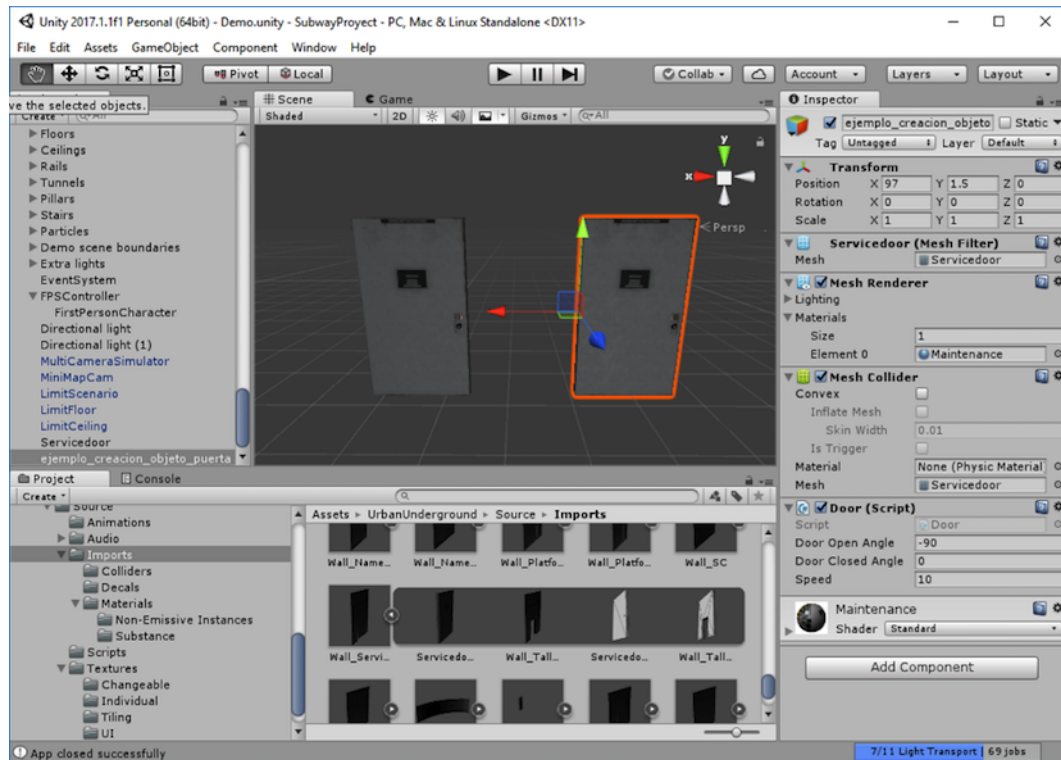 Unity 2017.1.1f1 Personal (64bit) - Demo.unity - SubwayProyect - PC, Mac & Linux Standalone <DX11>
File Edit Assets GameObject Component Window Help
Pivot Local Collab Account Layers Layout
ve the selected objects.
Create All
Floors
Ceilings
Rails
Tunnels
Pillars
Stairs
Particles
Demo scene boundaries
Extra lights
EventSystem
FPSController
FirstPersonCharacter
Directional light
Directional light (1)
MultiCameraSimulator
MiniMapCam
LimitScenario
LimitFloor
LimitCeiling
Servicedoor
ejemplo_creacion_objeto_puerta
Scene Game
Shaded 2D Gizmos All
y
x
Persp
Inspector
ejemplo_creacion_objeto Static
Tag Untagged Layer Default
Transform
Position X 97 Y 1.5 Z 0
Rotation X 0 Y 0 Z 0
Scale X 1 Y 1 Z 1
Servicedoor (Mesh Filter)
Mesh Servicedoor
Mesh Renderer
Lighting
Materials
Size 1
Element 0 Maintenance
Mesh Collider
Convex
Inflate Mesh
Skin Width 0.01
Is Trigger
Material None (Physic Material)
Mesh Servicedoor
Door (Script)
Script Door
Door Open Angle -90
Door Closed Angle 0
Speed 10
Maintenance
Shader Standard
Add Component
Project Console
Create
Source
Animations
Audio
Imports
Colliders
Decals
Materials
Non-Emissive Instances
Substance
Scripts
Textures
Changeable
Individual
Tiling
UI
Assets UrbanUnderground Source Imports
Wall_Name... Wall_Name... Wall_Platfo... Wall_Platfo... Wall_SC
Wall_Servi... Servicedo... Wall_Tall... Servicedo... Wall_Tall...
App closed successfully
7/11 Light Transport | 69 jobs